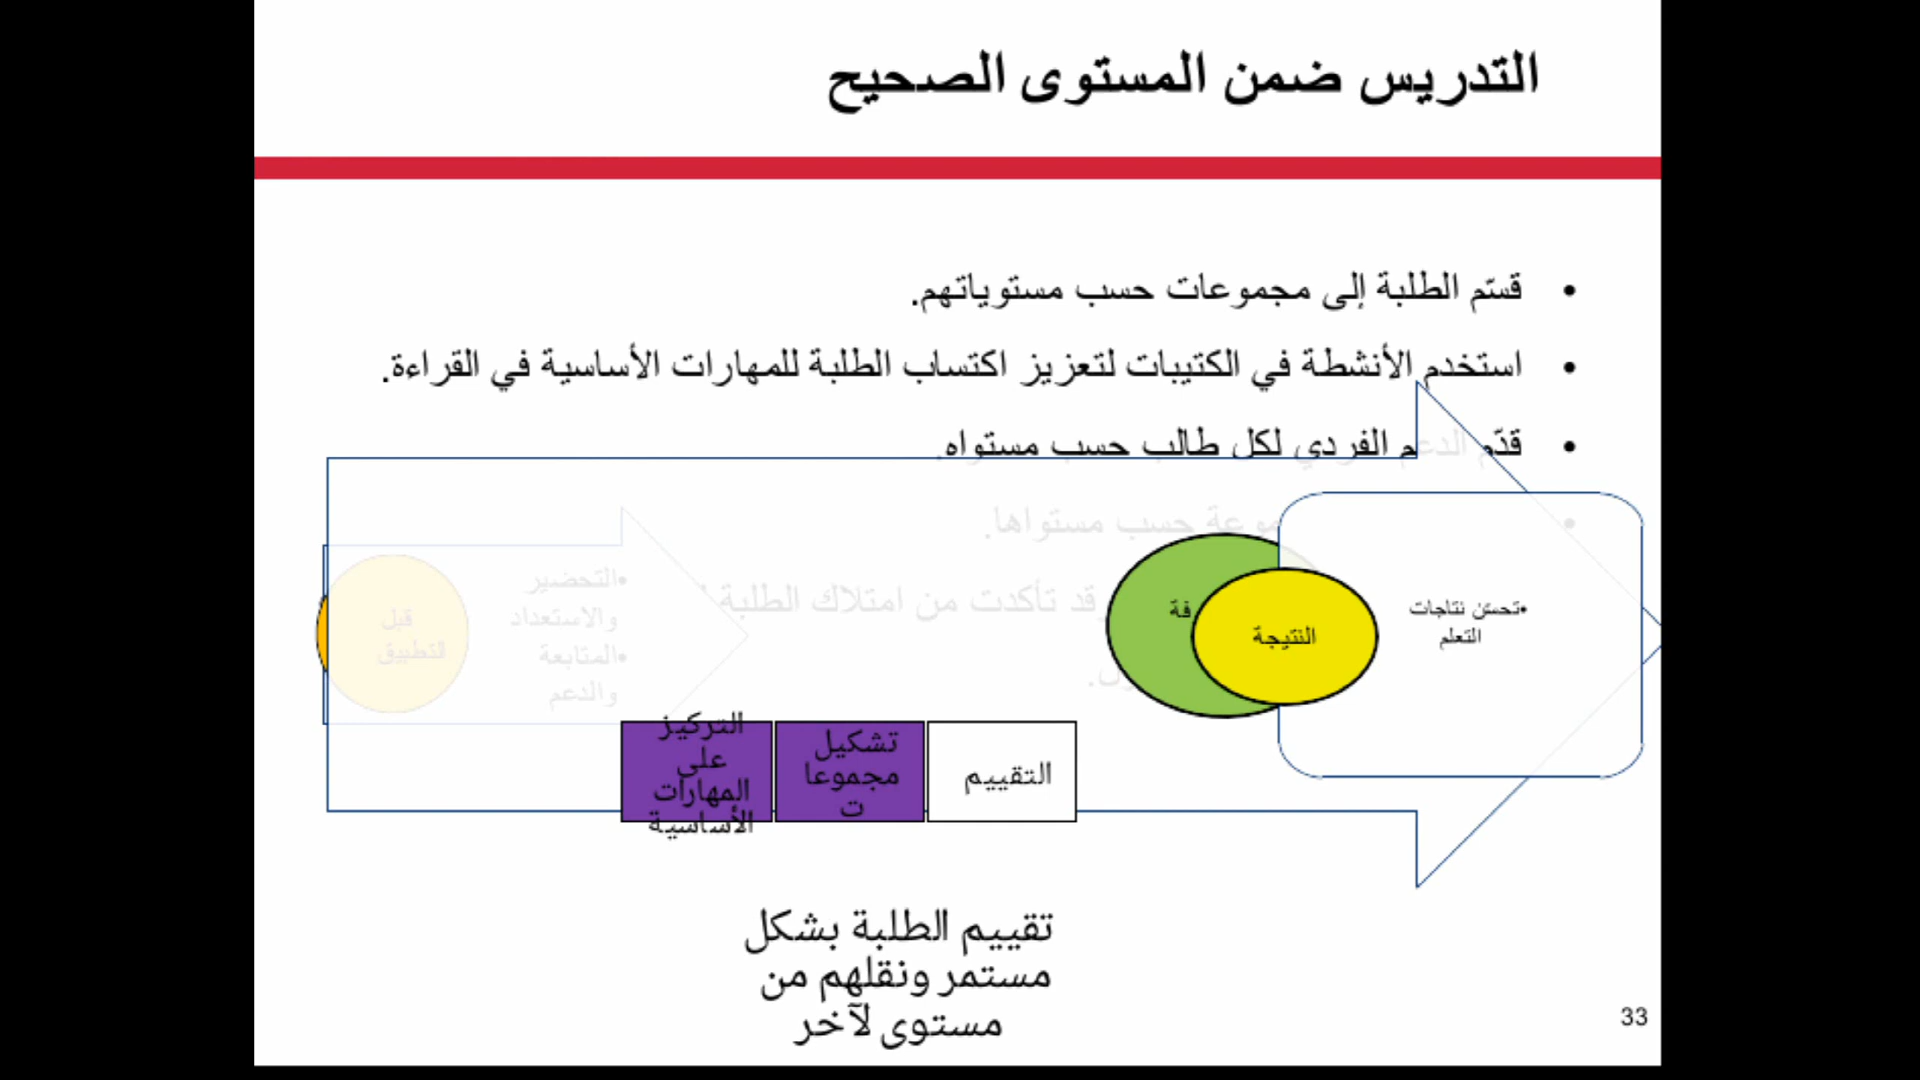 التدريس ضمن المستوى الصحيح
• قسّم الطلبة إلى مجموعات حسب مستوياتهم.
• استخدم الأنشطة في الكتيبات لتعزيز اكتساب الطلبة للمهارات الأساسية في القراءة.
• قدّم الدعم الفردي لكل طالب حسب مستواه.
حسب مستواها.
قد تأكدت من امتلاك الطلبة
•التحضير
والاستعداد
•المتابعة
والدعم
قبل
التطبيق
فة
النتيجة
•تحسّن نتاجات
التعلم
التقييم
تشكيل
مجموعا
ت
التركيز
على
المهارات
الأساسية
تقييم الطلبة بشكل
مستمر ونقلهم من
مستوى لآخر
33